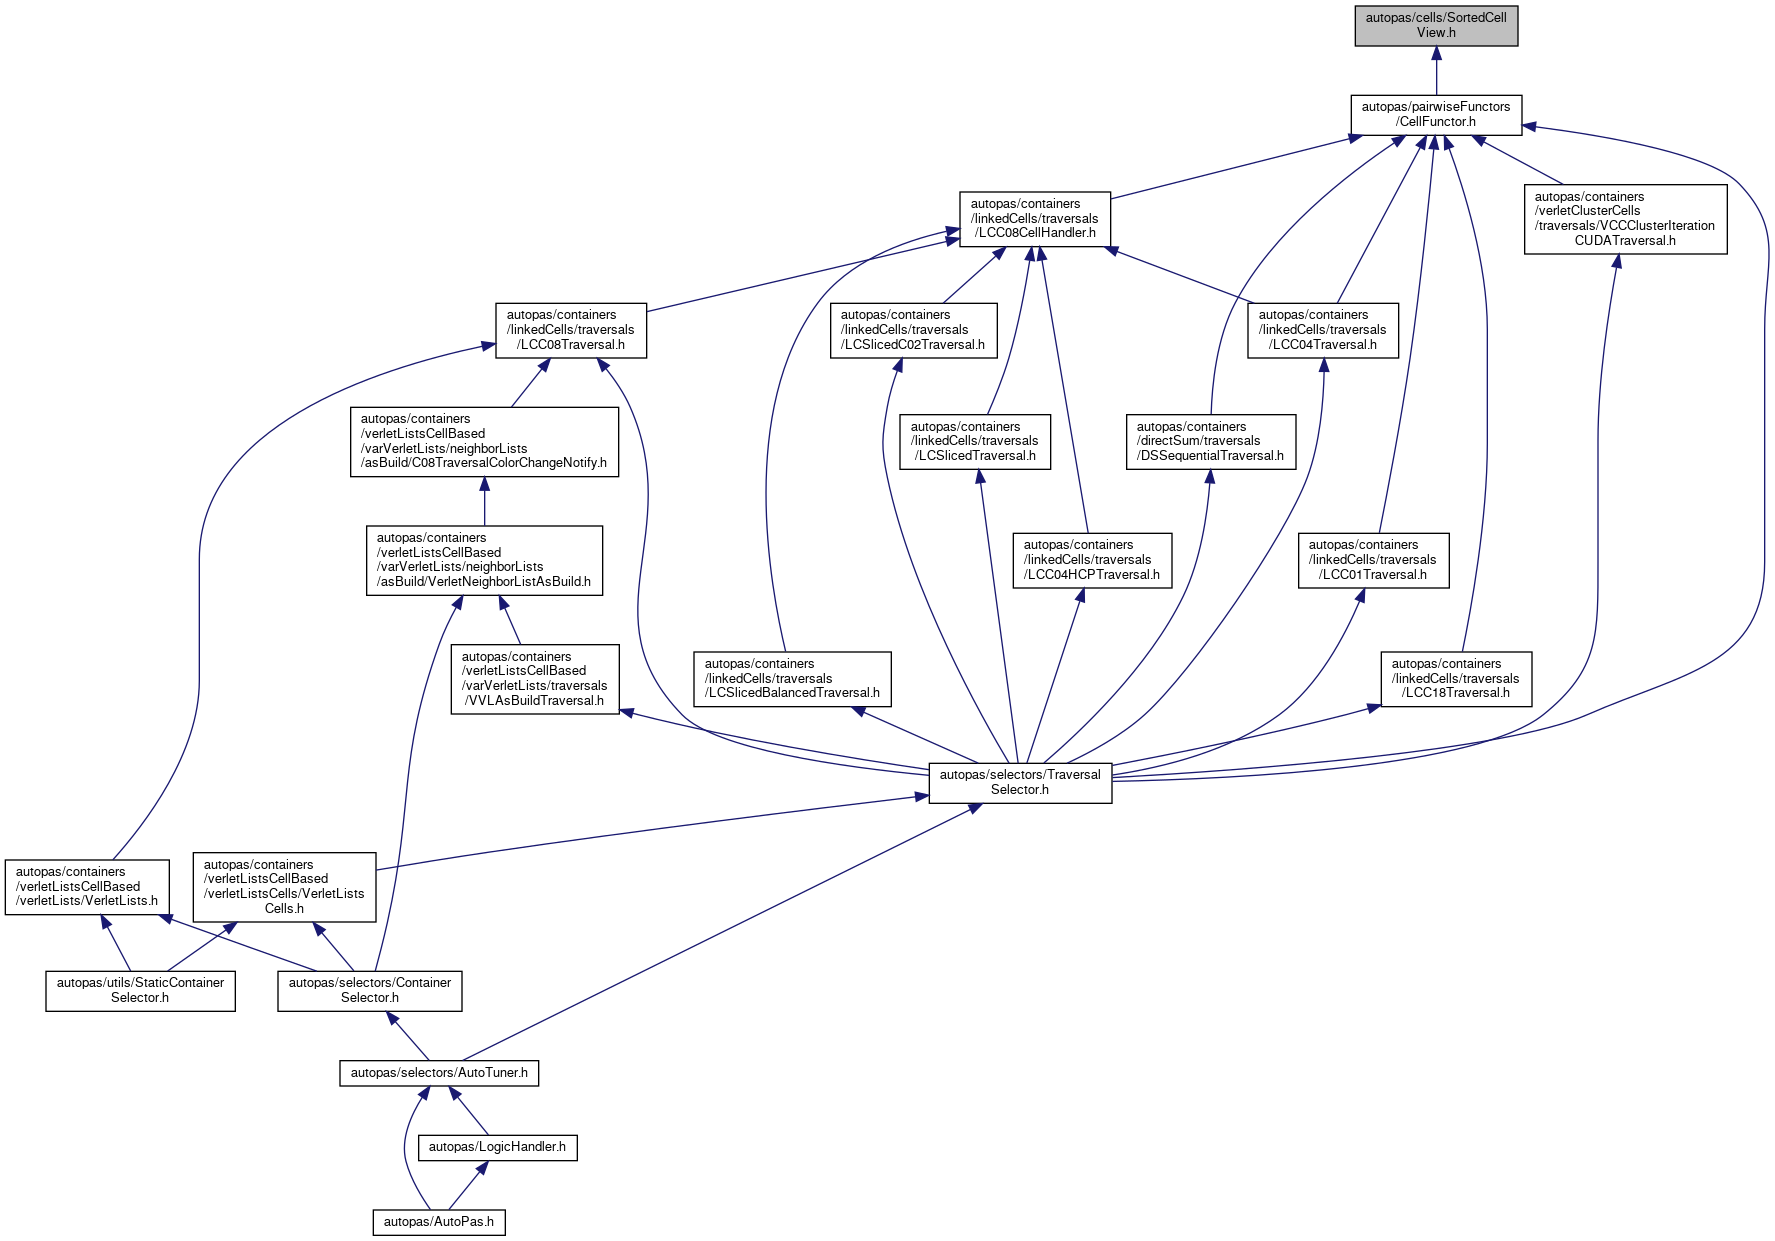 autopas/cells/SortedCell
View.h
autopas/pairwiseFunctors
/CellFunctor.h
autopas/containers
/linkedCells/traversals
/LCC08CellHandler.h
autopas/containers
/verletClusterCells
/traversals/VCCClusterIteration
CUDATraversal.h
autopas/containers
/linkedCells/traversals
/LCC08Traversal.h
autopas/containers
/linkedCells/traversals
/LCSlicedC02Traversal.h
autopas/containers
/linkedCells/traversals
/LCC04Traversal.h
autopas/containers
/verletListsCellBased
/varVerletLists/neighborLists
/asBuild/C08TraversalColorChangeNotify.h
autopas/containers
/linkedCells/traversals
/LCSlicedTraversal.h
autopas/containers
/directSum/traversals
/DSSequentialTraversal.h
autopas/containers
/verletListsCellBased
/varVerletLists/neighborLists
/asBuild/VerletNeighborListAsBuild.h
autopas/containers
/linkedCells/traversals
/LCC04HCPTraversal.h
autopas/containers
/linkedCells/traversals
/LCC01Traversal.h
autopas/containers
/verletListsCellBased
/varVerletLists/traversals
/VVLAsBuildTraversal.h
autopas/containers
/linkedCells/traversals
/LCSlicedBalancedTraversal.h
autopas/containers
/linkedCells/traversals
/LCC18Traversal.h
autopas/selectors/Traversal
Selector.h
autopas/containers
/verletListsCellBased
/verletLists/VerletLists.h
autopas/containers
/verletListsCellBased
/verletListsCells/VerletLists
Cells.h
autopas/utils/StaticContainer
Selector.h
autopas/selectors/Container
Selector.h
autopas/selectors/AutoTuner.h
autopas/LogicHandler.h
autopas/AutoPas.h